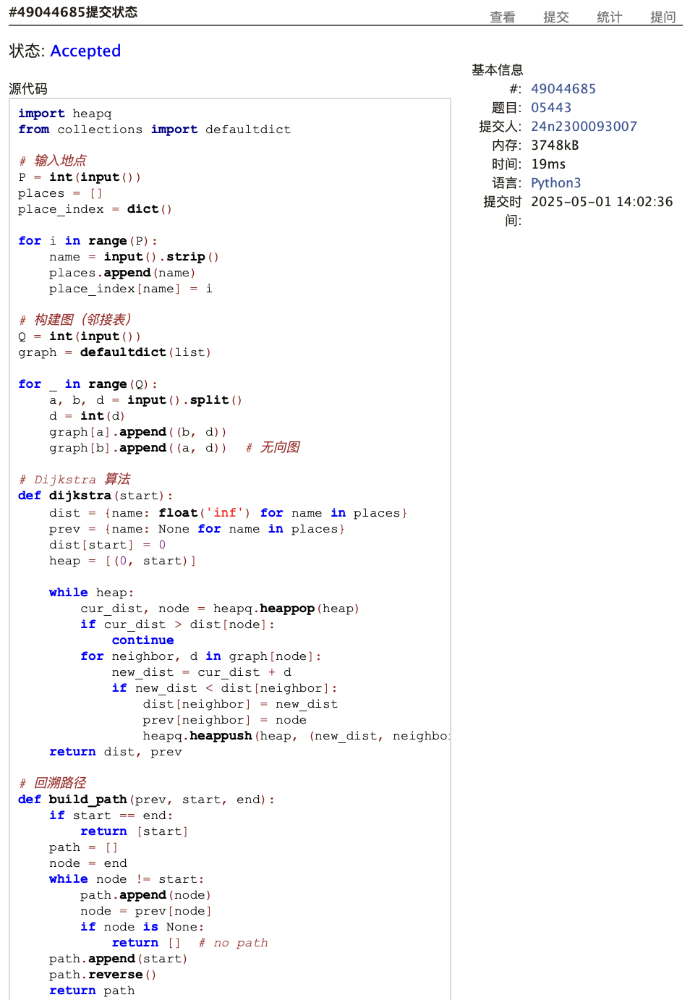 #49044685提交状态
查看 提交 统计 提问
状态: Accepted
源代码
import heapq
from collections import defaultdict
# 输入地点
P = int(input())
places = []
place_index = dict()
for i in range(P):
    name = input().strip()
    places.append(name)
    place_index[name] = i
# 构建图（邻接表）
Q = int(input())
graph = defaultdict(list)
for _ in range(Q):
    a, b, d = input().split()
    d = int(d)
    graph[a].append((b, d))
    graph[b].append((a, d))  # 无向图
# Dijkstra 算法
def dijkstra(start):
    dist = {name: float('inf') for name in places}
    prev = {name: None for name in places}
    dist[start] = 0
    heap = [(0, start)]
    while heap:
        cur_dist, node = heapq.heappop(heap)
        if cur_dist > dist[node]:
            continue
        for neighbor, d in graph[node]:
            new_dist = cur_dist + d
            if new_dist < dist[neighbor]:
                dist[neighbor] = new_dist
                prev[neighbor] = node
                heapq.heappush(heap, (new_dist, neighbo
    return dist, prev
# 回溯路径
def build_path(prev, start, end):
    if start == end:
        return [start]
    path = []
    node = end
    while node != start:
        path.append(node)
        node = prev[node]
        if node is None:
            return []  # no path
    path.append(start)
    path.reverse()
    return path
基本信息
#: 49044685
题目: 05443
提交人: 24n2300093007
内存: 3748kB
时间: 19ms
语言: Python3
提交时 2025-05-01 14:02:36
间: